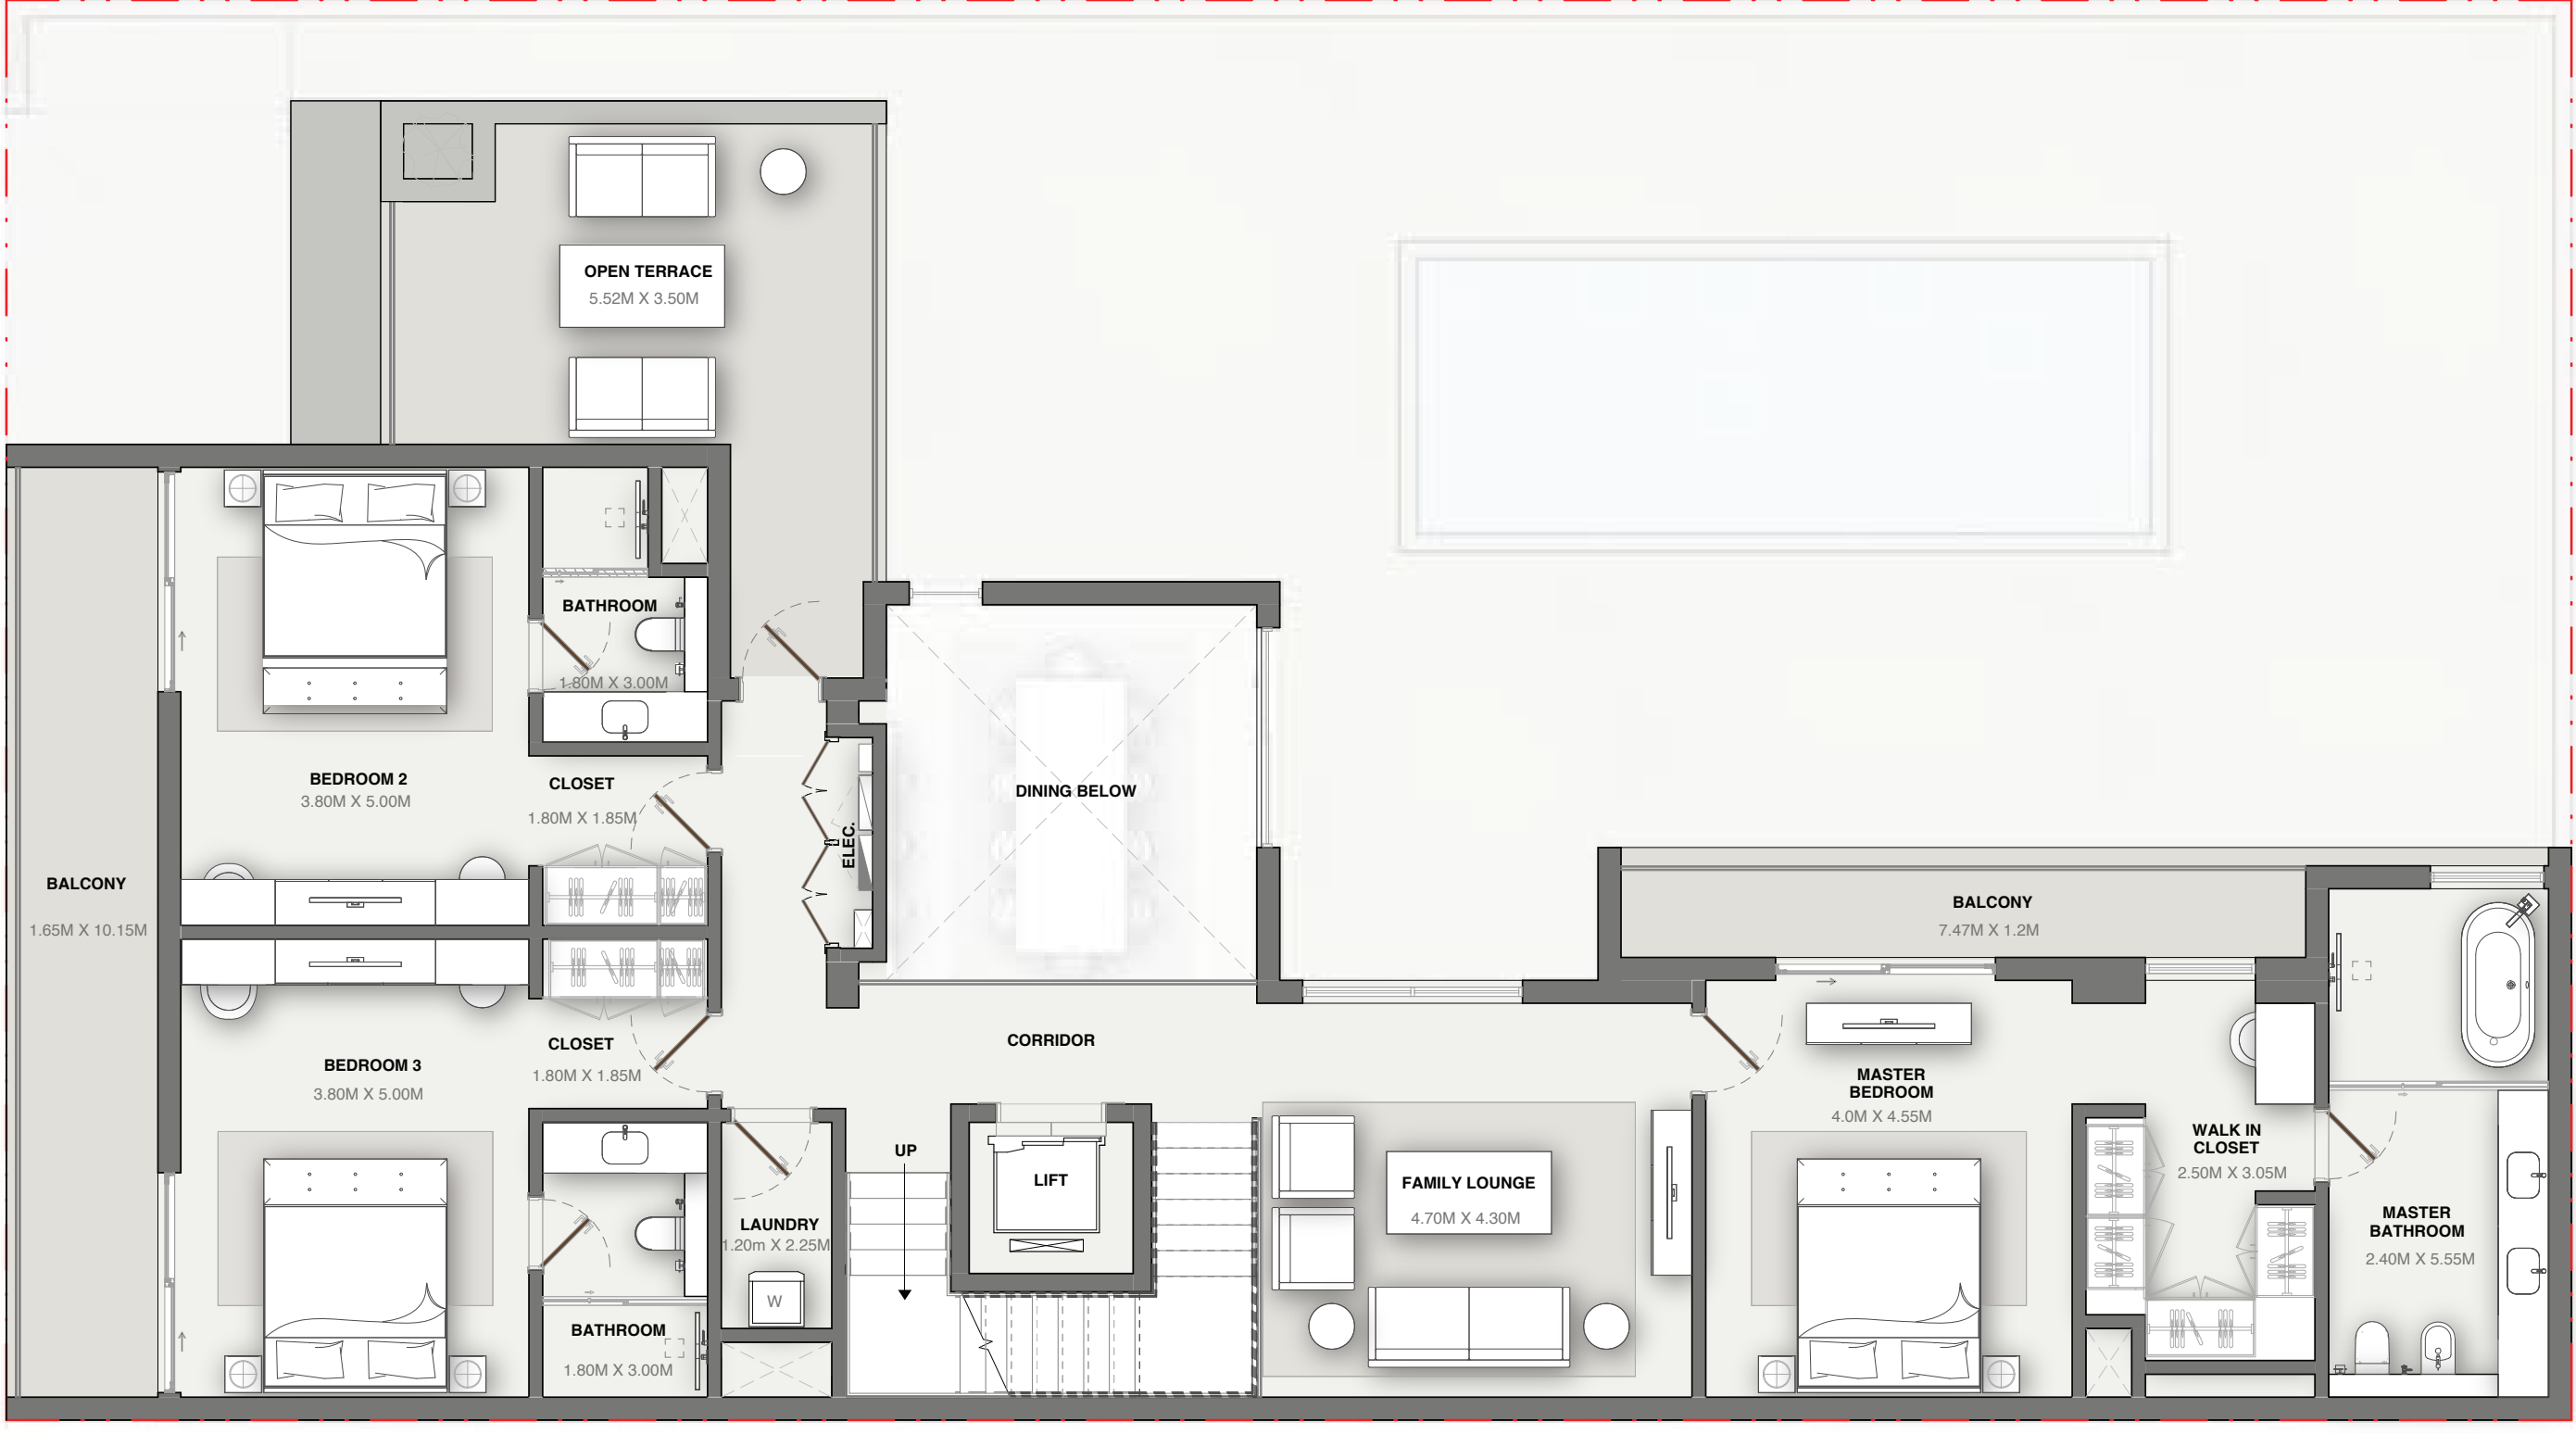 OPEN TERRACE
5.52M X 3.50M
BATHROOM
1.80M X 3.00M
BEDROOM 2
3.80M X 5.00M
CLOSET
1.80M X 1.85M
ELEC.
DINING BELOW
BALCONY
1.65M X 10.15M
BALCONY
7.47M X 1.2M
CORRIDOR
CLOSET
1.80M X 1.85M
BEDROOM 3
3.80M X 5.00M
MASTER
BEDROOM
4.0M X 4.55M
WALK IN
CLOSET
2.50M X 3.05M
UP
LIFT
FAMILY LOUNGE
4.70M X 4.30M
LAUNDRY
1.20m X 2.25M
W
MASTER
BATHROOM
2.40M X 5.55M
BATHROOM
1.80M X 3.00M